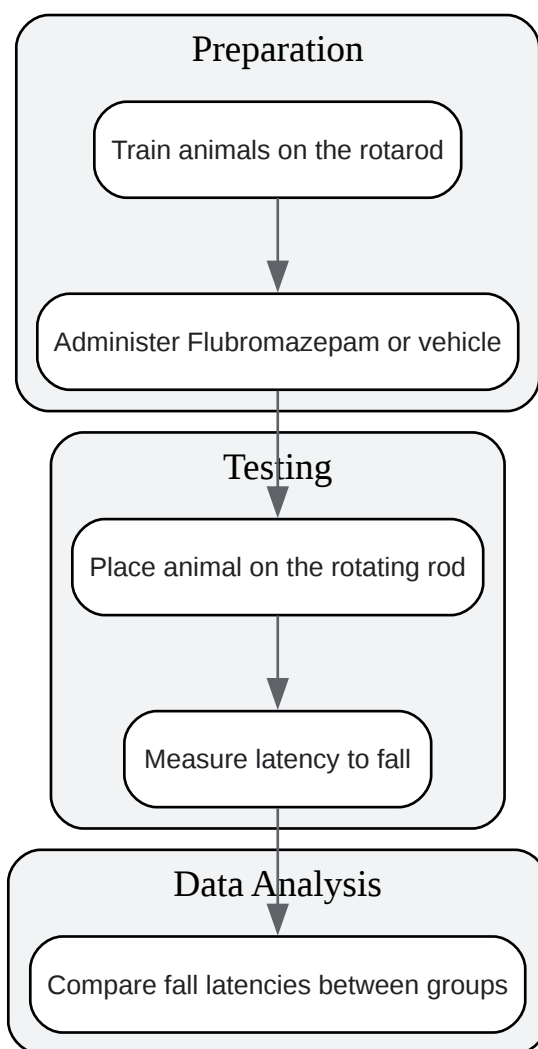 Preparation
Train animals on the rotarod
Administer Flubromazepam or vehicle
Testing
Place animal on the rotating rod
Measure latency to fall
Data Analysis
Compare fall latencies between groups